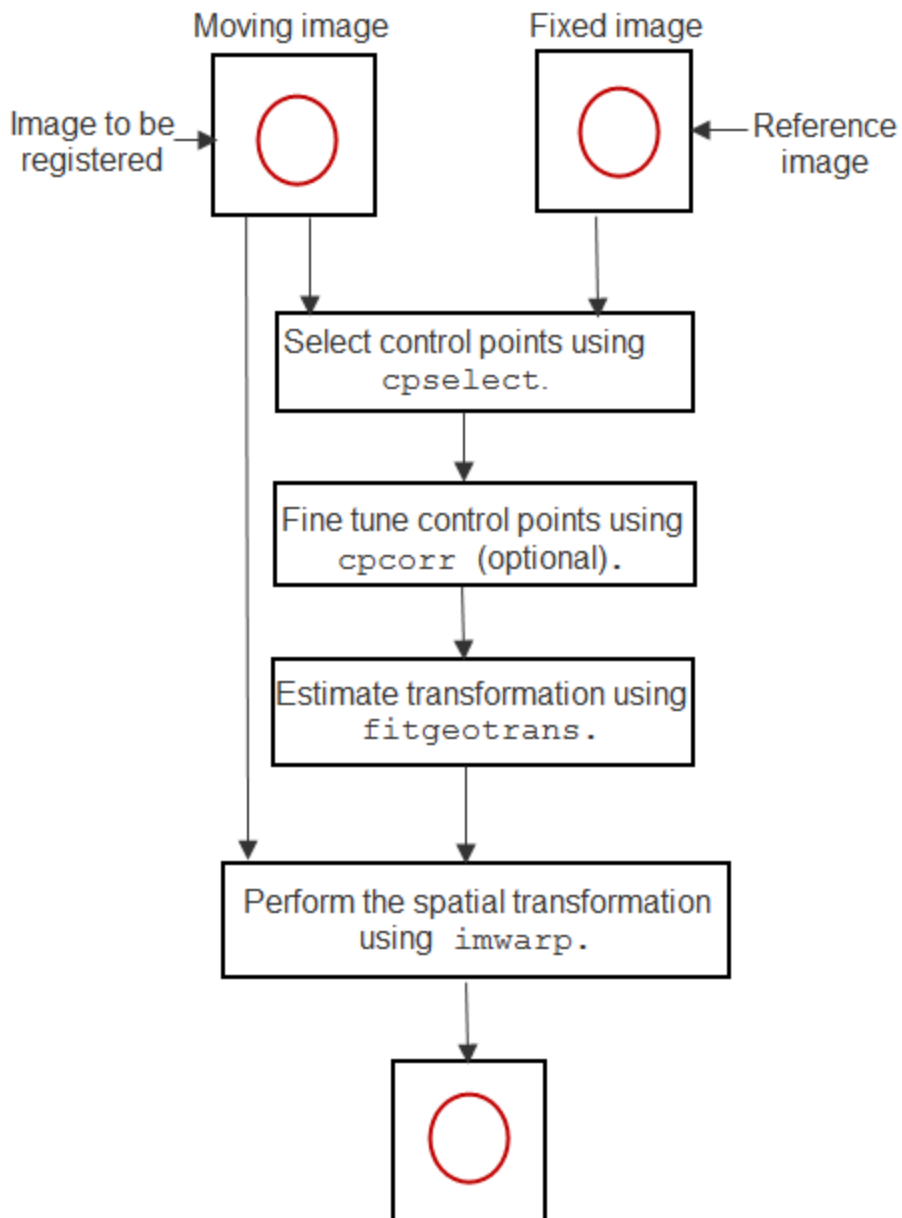 Moving image
Fixed image
Image to be
registered
Reference
image
Select control points using
cpselect.
Fine tune control points using
cpcorr (optional).
Estimate transformation using
fitgeotrans.
Perform the spatial transformation
using imwarp.